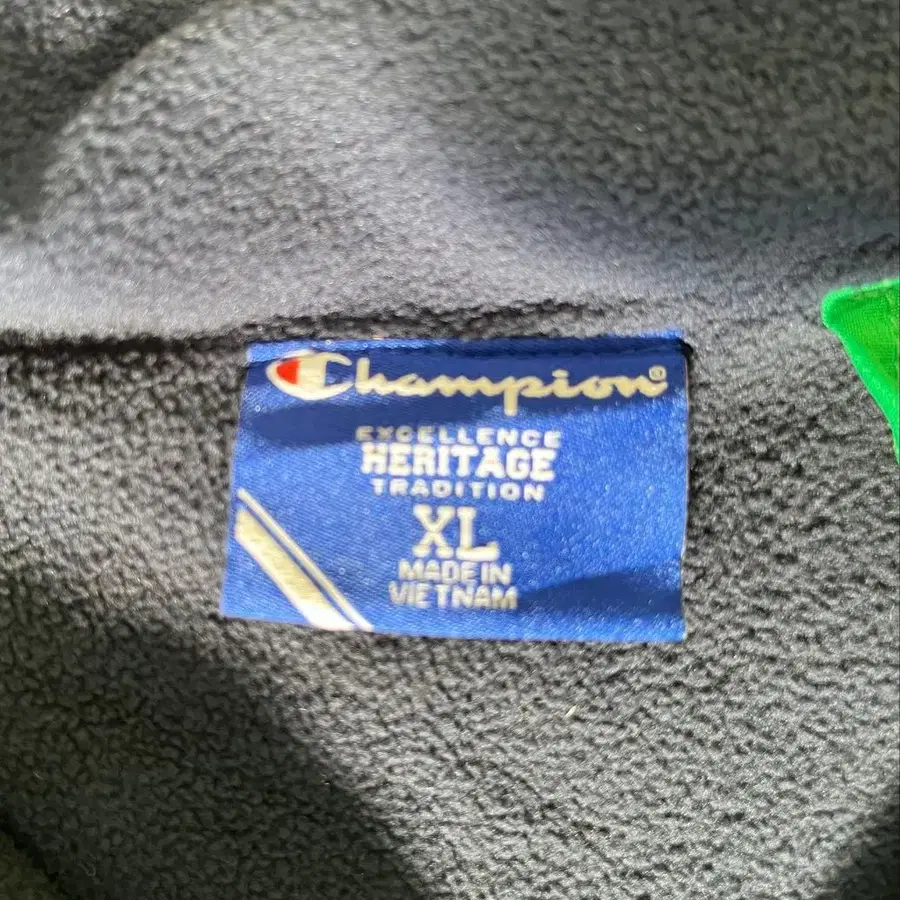 Champion®
EXCELLENCE
HERITAGE
TRADITION
XL
MADE IN
VIETNAM